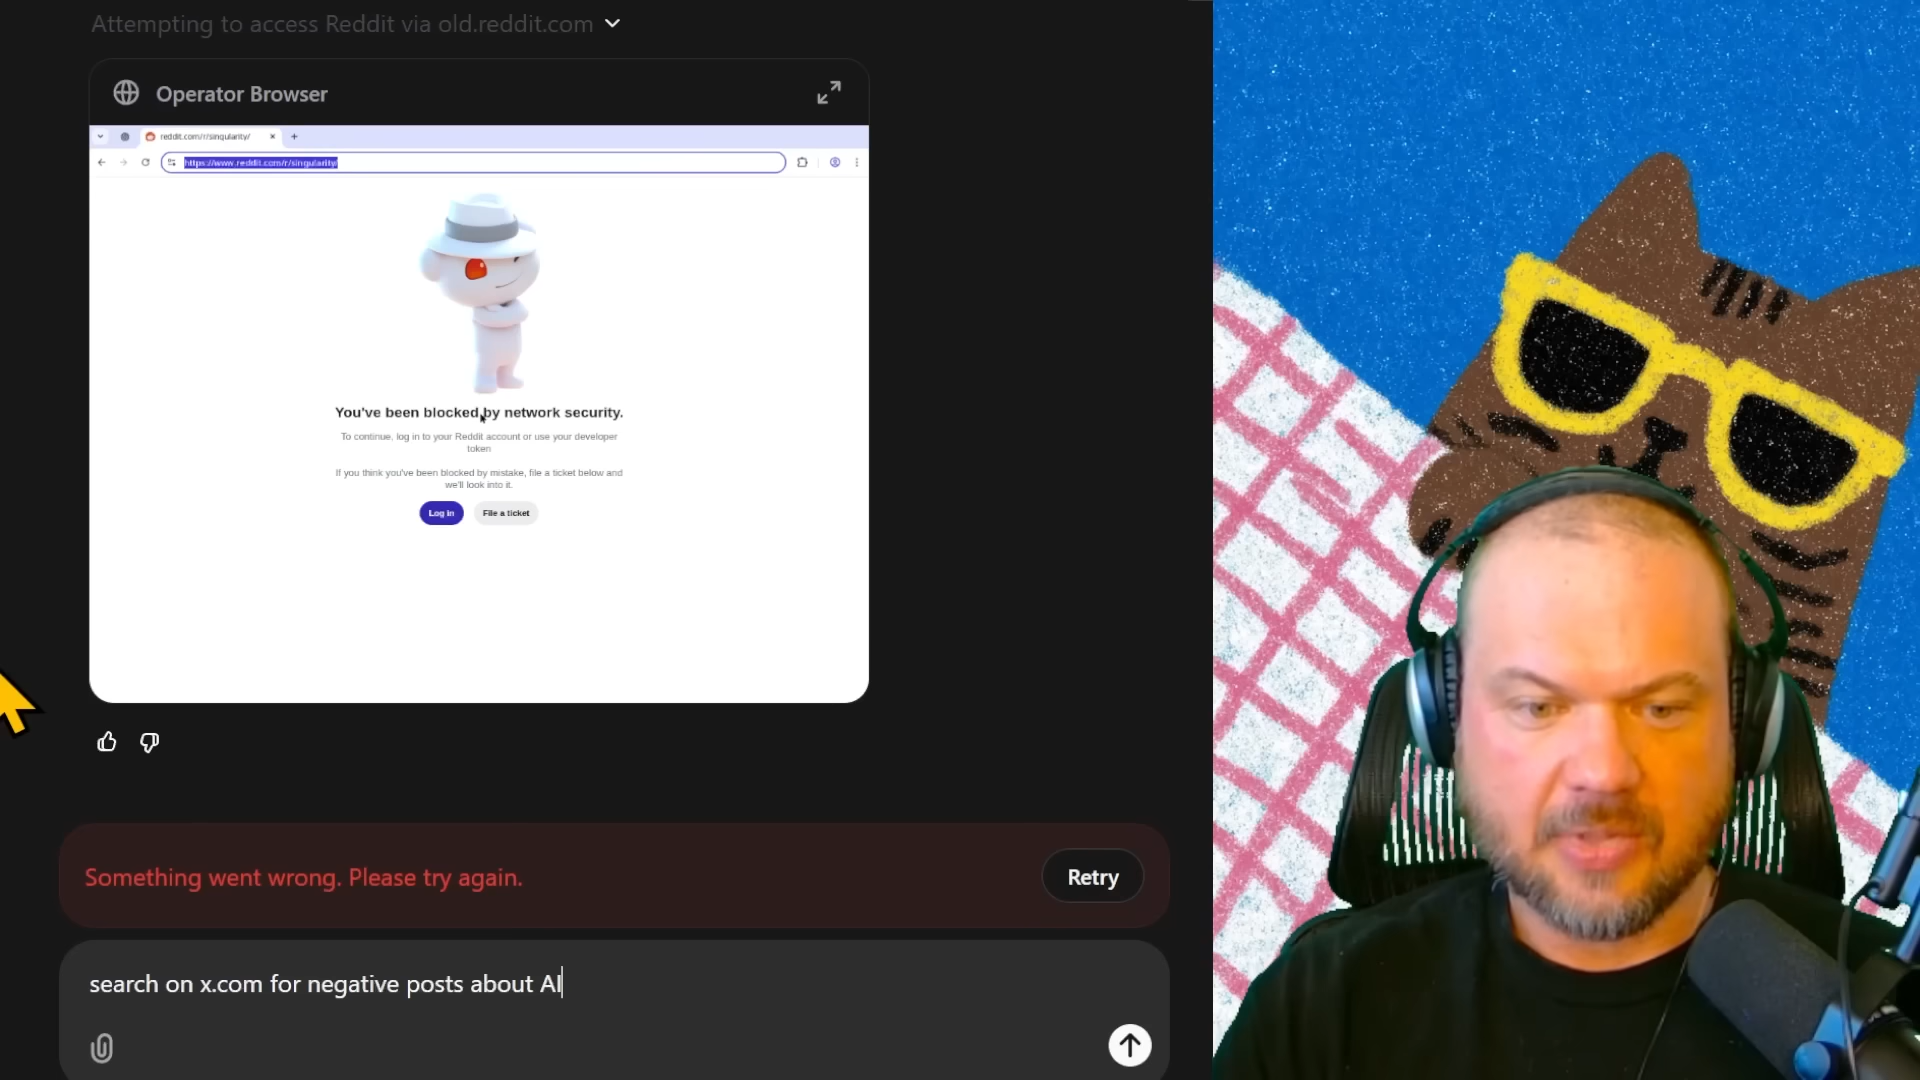 Attempting to access Reddit via old.reddit.com
Operator Browser
reddit.com/r/singularity/
https://www.reddit.com/r/singularity/
You've been blocked by network security.
To continue, log in to your Reddit account or use your developer
token
If you think you've been blocked by mistake, file a ticket below and
we'll look into it.
Log In
File a ticket
Something went wrong. Please try again.
Retry
search on x.com for negative posts about AI